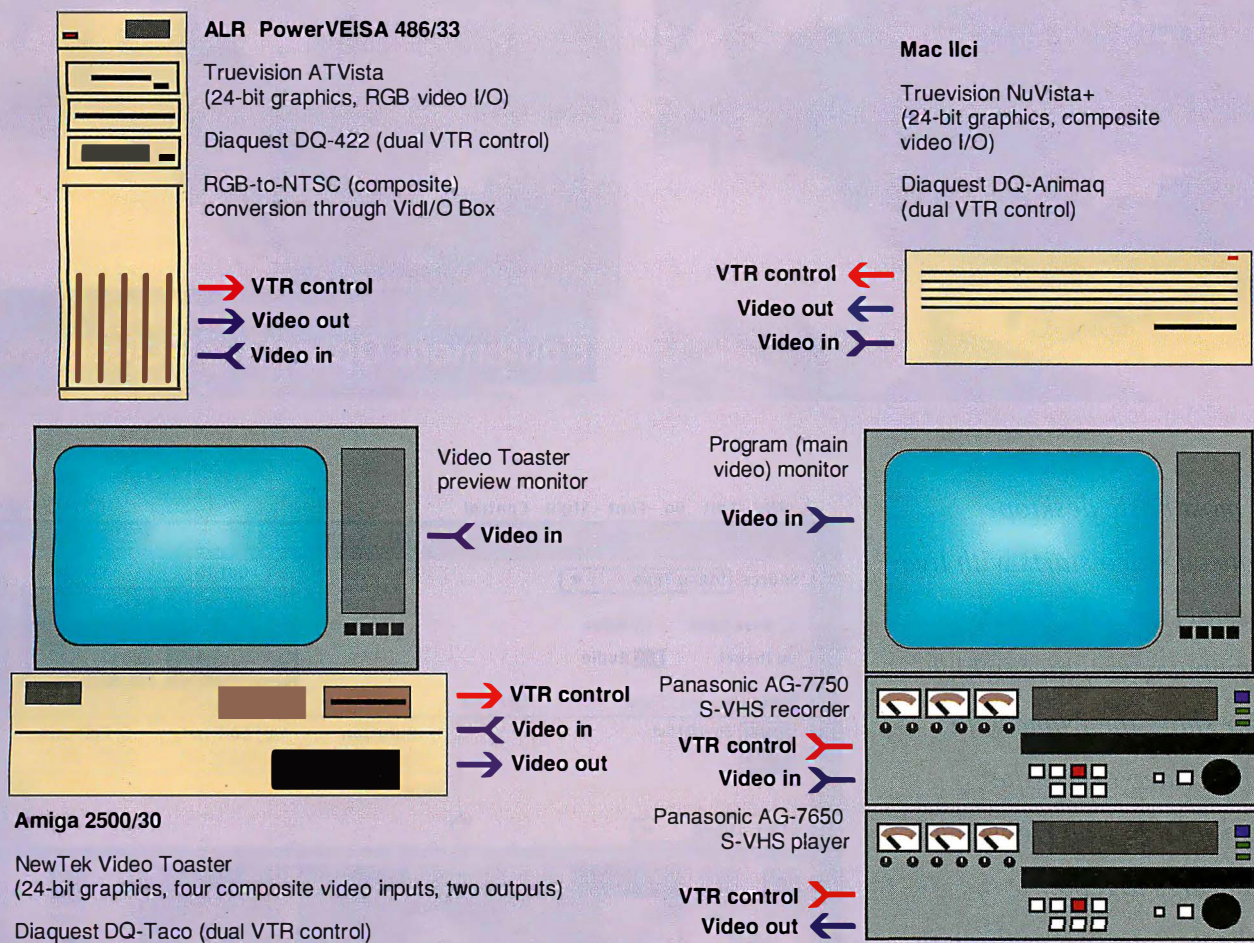 ALR PowerVEISA 486/33
Truevision ATVista
(24-bit graphics, RGB video I/O)
Diaquest DQ-422 (dual VTR control)
RGB-to-NTSC (composite)
conversion through VidI/O Box
VTR control
Video out
Video in
Mac IIci
Truevision NuVista+
(24-bit graphics, composite
video I/O)
Diaquest DQ-Animaq
(dual VTR control)
VTR control
Video out
Video in
Video Toaster
preview monitor
Video in
Program (main
video) monitor
Video in
VTR control
Video in
Video out
Amiga 2500/30
NewTek Video Toaster
(24-bit graphics, four composite video inputs, two outputs)
Diaquest DQ-Taco (dual VTR control)
Panasonic AG-7750
S-VHS recorder
VTR control
Video in
Panasonic AG-7650
S-VHS player
VTR control
Video out